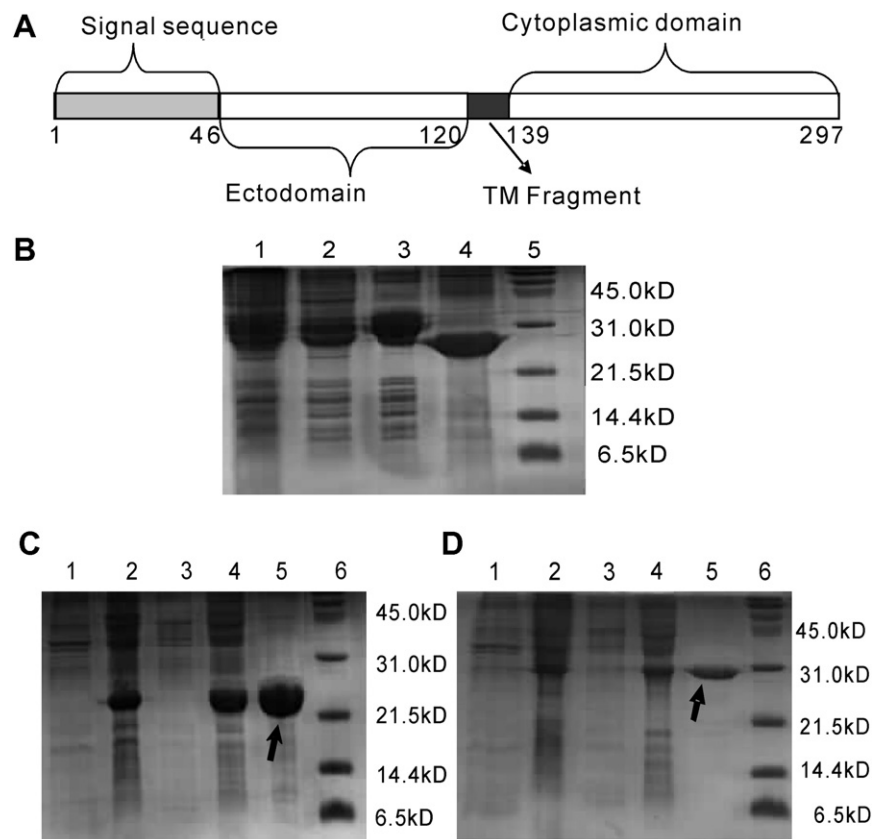 A
Signal sequence
Cytoplasmic domain
1 46 120 139 297
Ectodomain
TM Fragment
B
1 2 3 4 5
45.0kD
31.0kD
21.5kD
14.4kD
6.5kD
C
1 2 3 4 5 6
45.0kD
31.0kD
21.5kD
14.4kD
6.5kD
D
1 2 3 4 5 6
45.0kD
31.0kD
21.5kD
14.4kD
6.5kD